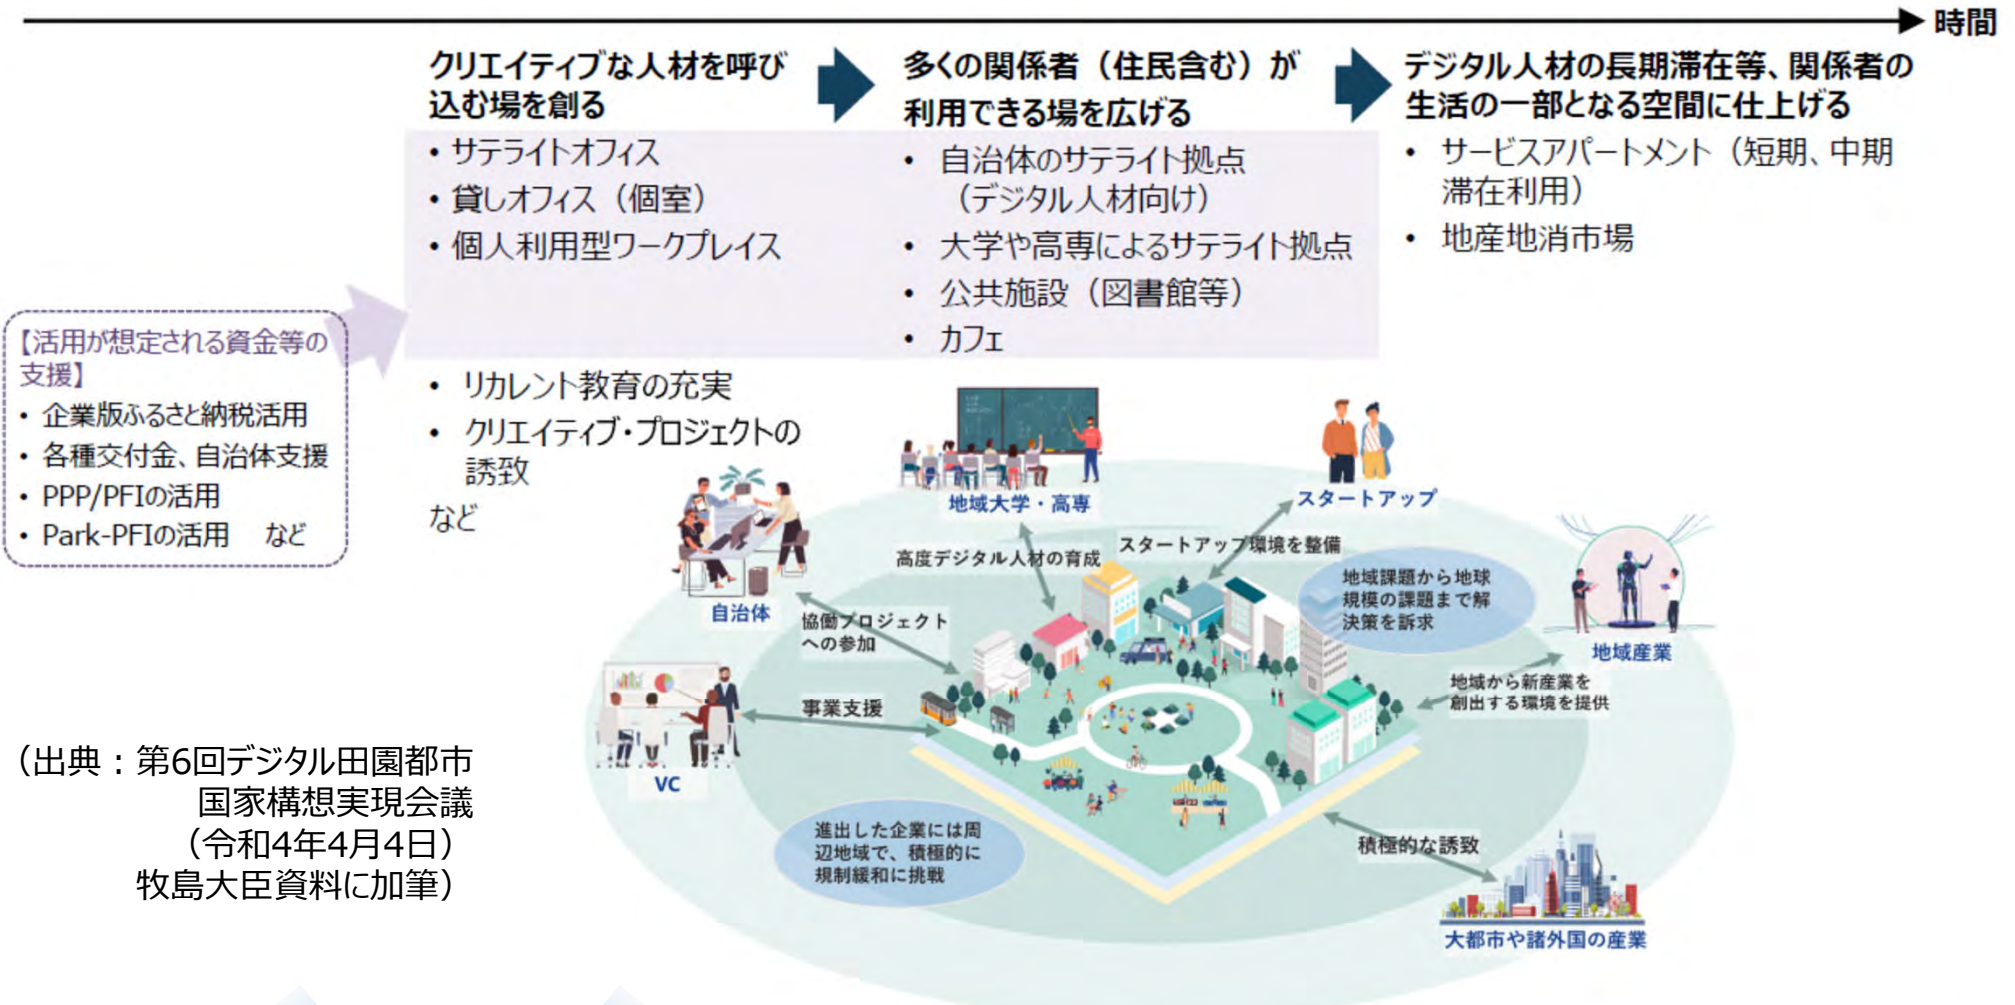 時間
クリエイティブな人材を呼び
込む場を創る
・サテライトオフィス
・貸しオフィス（個室）
・個人利用型ワークプレイス
多くの関係者（住民含む）が
利用できる場を広げる
・自治体のサテライト拠点
（デジタル人材向け）
・大学や高専によるサテライト拠点
・公共施設（図書館等）
・カフェ
デジタル人材の長期滞在等、関係者の
生活の一部となる空間に仕上げる
・サービスアパートメント（短期、中期
滞在利用）
・地産地消市場
【活用が想定される資金等の
支援】
・企業版ふるさと納税活用
・各種交付金、自治体支援
・PPP/PFIの活用
・Park-PFIの活用　など
・リカレント教育の充実
・クリエイティブ・プロジェクトの
誘致
など
地域大学・高専
スタートアップ
高度デジタル人材の育成
スタートアップ環境を整備
地域課題から地球
規模の課題まで解
決策を訴求
自治体
協働プロジェクト
への参加
地域産業
地域から新産業を
創出する環境を提供
事業支援
VC
進出した企業には周
辺地域で、積極的に
規制緩和に挑戦
積極的な誘致
大都市や諸外国の産業
（出典：第6回デジタル田園都市
国家構想実現会議
（令和4年4月4日）
牧島大臣資料に加筆）